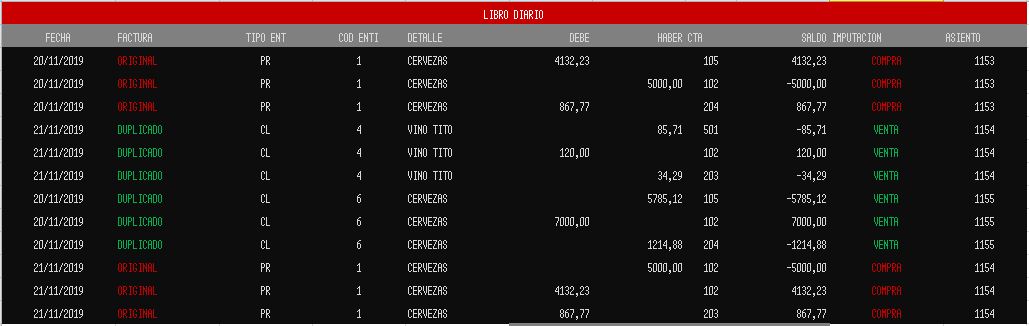 LIBRO DIARIO
FECHA FACTURA TIPO ENT COD ENTI DETALLE DEBE HABER CTA SALDO IMPUTACION ASIENTO
20/11/2019 ORIGINAL PR 1 CERVEZAS 4132,23 105 4132,23 COMPRA 1153
20/11/2019 ORIGINAL PR 1 CERVEZAS 5000,00 102 -5000,00 COMPRA 1153
20/11/2019 ORIGINAL PR 1 CERVEZAS 867,77 204 867,77 COMPRA 1153
21/11/2019 DUPLICADO CL 4 VINO TITO 85,71 501 -85,71 VENTA 1154
21/11/2019 DUPLICADO CL 4 VINO TITO 120,00 102 120,00 VENTA 1154
21/11/2019 DUPLICADO CL 4 VINO TITO 34,29 203 -34,29 VENTA 1154
20/11/2019 DUPLICADO CL 6 CERVEZAS 5785,12 105 -5785,12 VENTA 1155
20/11/2019 DUPLICADO CL 6 CERVEZAS 7000,00 102 7000,00 VENTA 1155
20/11/2019 DUPLICADO CL 6 CERVEZAS 1214,88 204 -1214,88 VENTA 1155
21/11/2019 ORIGINAL PR 1 CERVEZAS 5000,00 102 -5000,00 COMPRA 1154
21/11/2019 ORIGINAL PR 1 CERVEZAS 4132,23 102 4132,23 COMPRA 1154
21/11/2019 ORIGINAL PR 1 CERVEZAS 867,77 203 867,77 COMPRA 1154